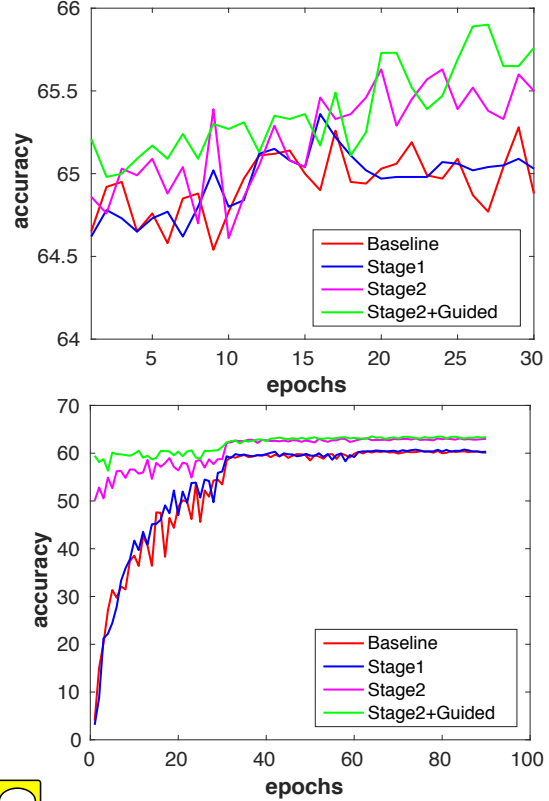 66
65.5
65
64.5
64
accuracy
Baseline
Stage1
Stage2
Stage2+Guided
5 10 15 20 25 30
epochs
70
60
50
40
30
20
10
0
accuracy
Baseline
Stage1
Stage2
Stage2+Guided
0 20 40 60 80 100
epochs